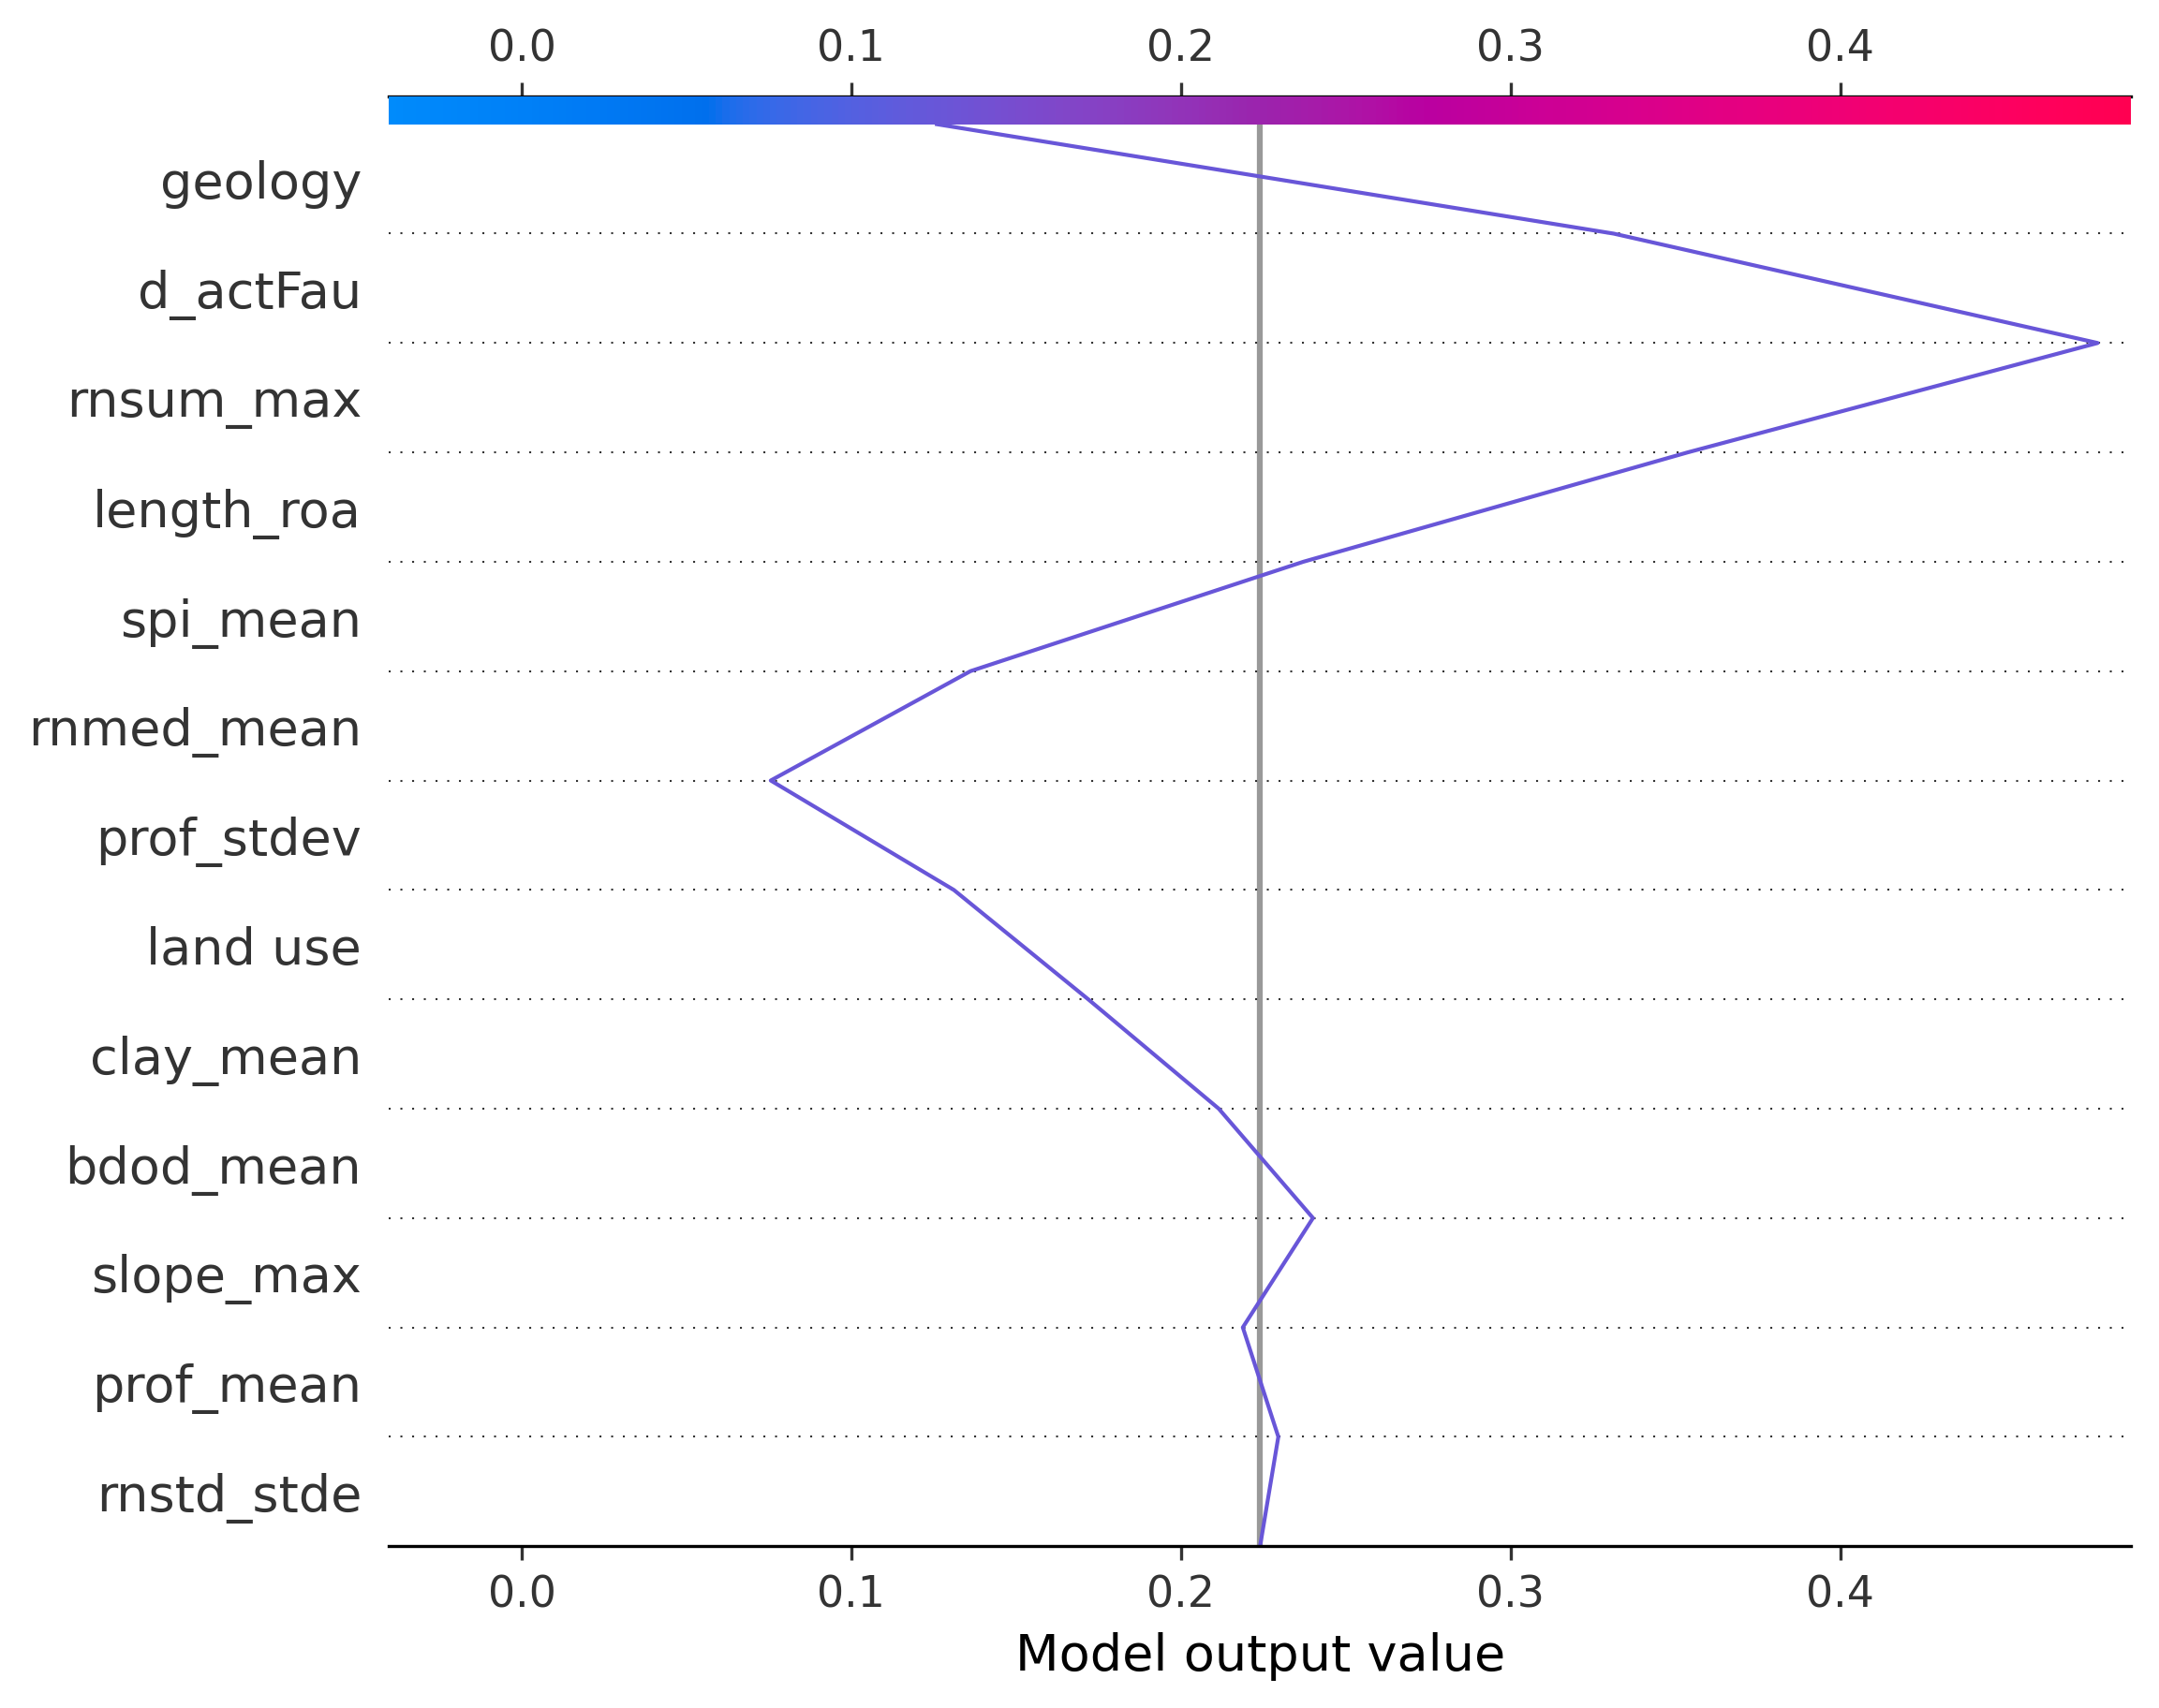 0.0 0.1 0.2 0.3 0.4
geology
d_actFau
rnsum_max
length_roa
spi_mean
rnmed_mean
prof_stdev
land use
clay_mean
bdod_mean
slope_max
prof_mean
rnstd_stde
0.0 0.1 0.2 0.3 0.4
Model output value